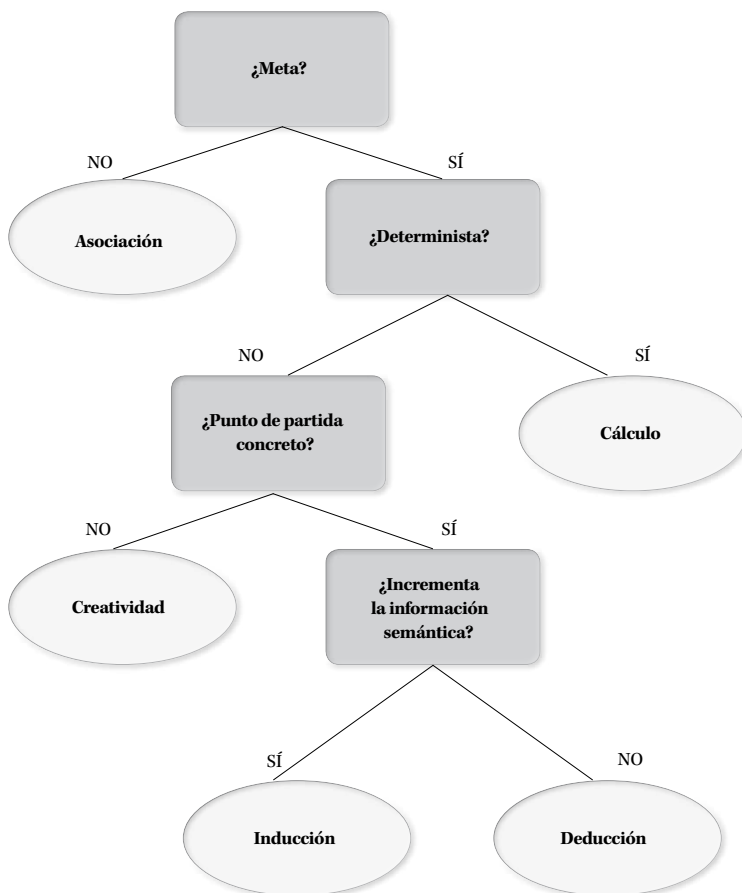 ¿Meta?
NO
SÍ
Asociación
¿Determinista?
NO
SÍ
¿Punto de partida
concreto?
Cálculo
NO
SÍ
Creatividad
¿Incrementa
la información
semántica?
SÍ
NO
Inducción
Deducción